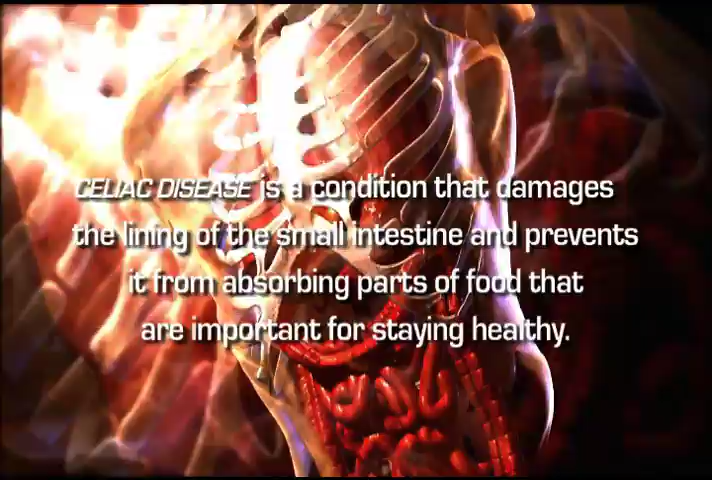 CELIAC DISEASE is a condition that damages
the lining of the small intestine and prevents
it from absorbing parts of food that
are important for staying healthy.